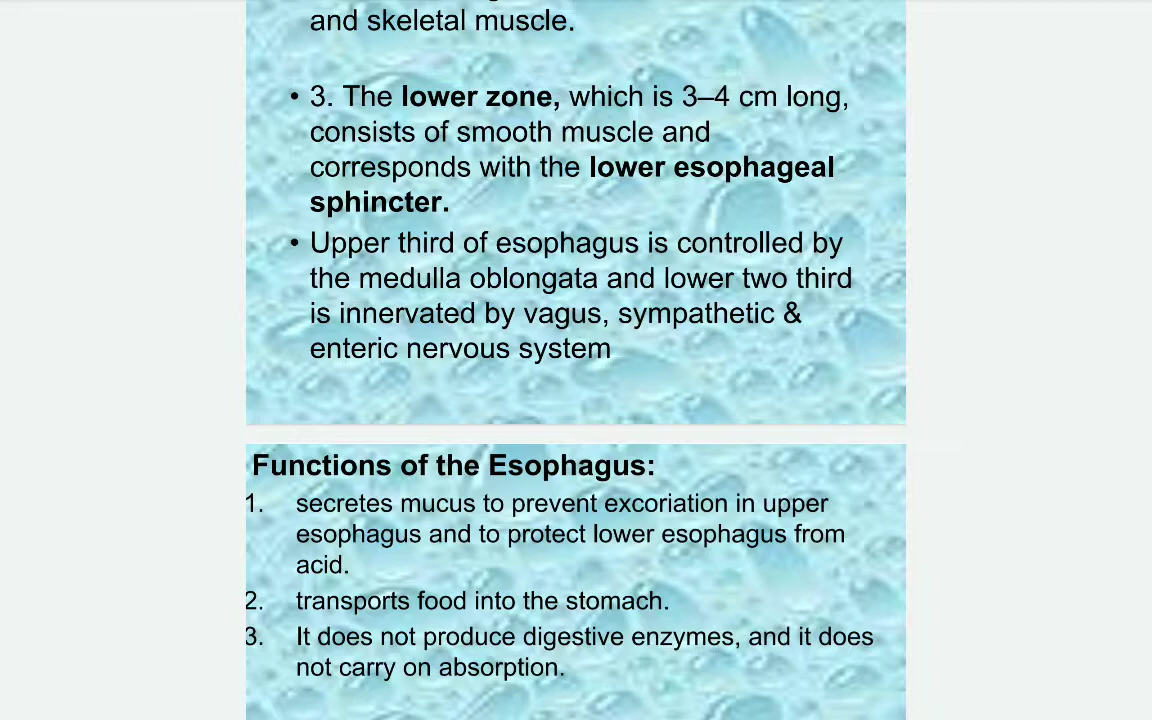 and skeletal muscle.
• 3. The lower zone, which is 3–4 cm long,
consists of smooth muscle and
corresponds with the lower esophageal
sphincter.
• Upper third of esophagus is controlled by
the medulla oblongata and lower two third
is innervated by vagus, sympathetic &
enteric nervous system
Functions of the Esophagus:
1. secretes mucus to prevent excoriation in upper
esophagus and to protect lower esophagus from
acid.
2. transports food into the stomach.
3. It does not produce digestive enzymes, and it does
not carry on absorption.